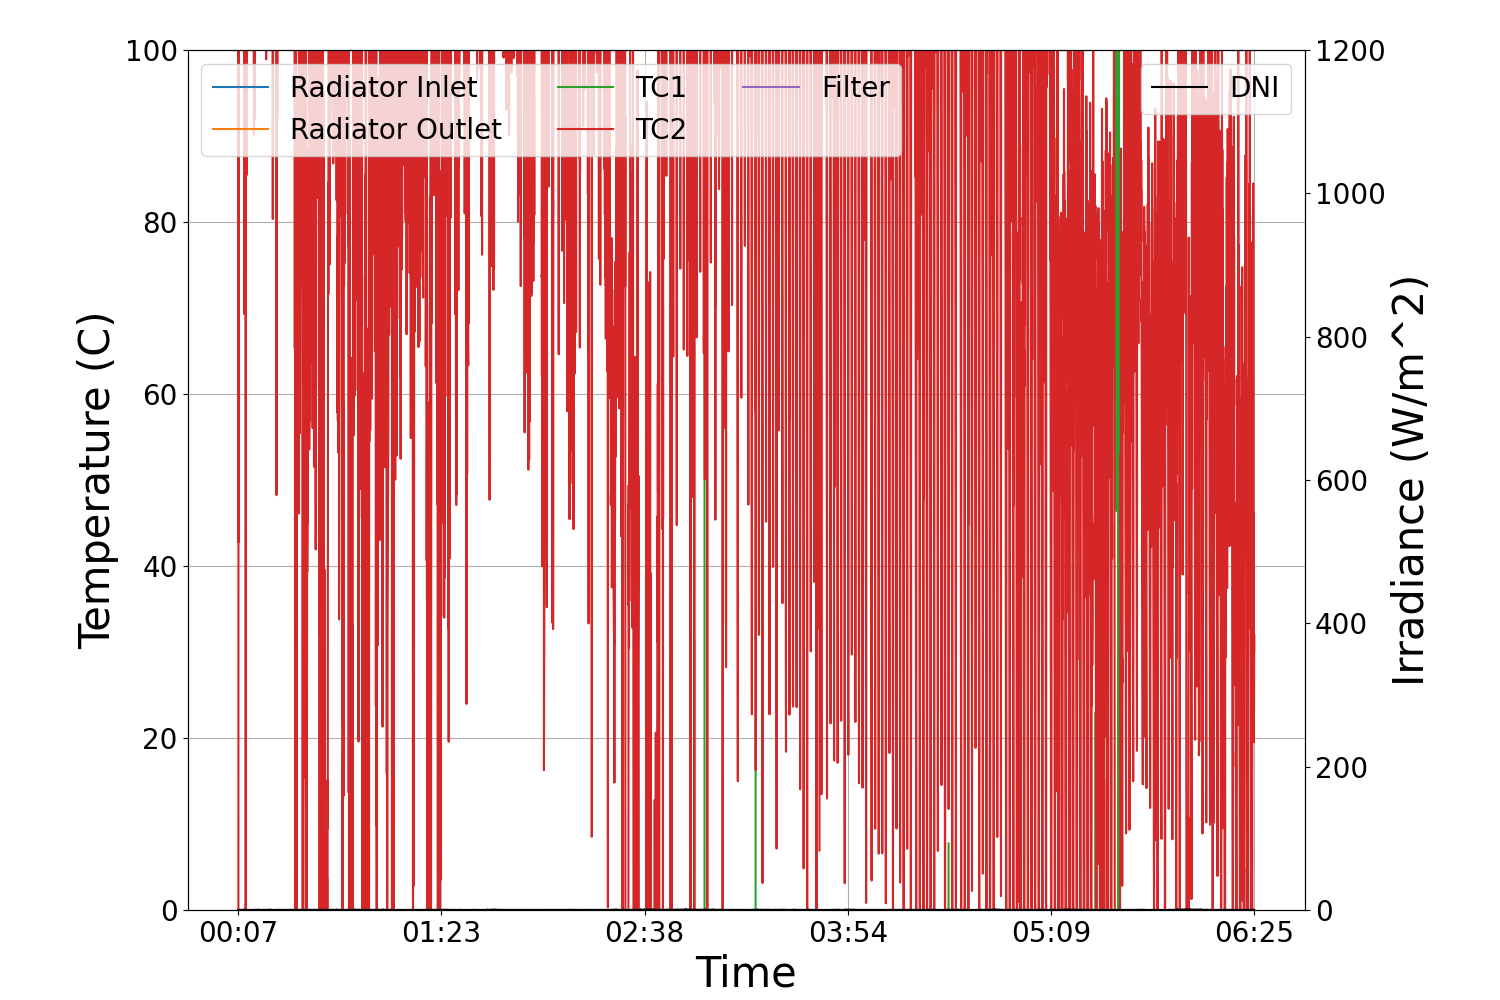 100
80
60
40
20
0
Temperature (C)
Radiator Inlet
Radiator Outlet
TC1
TC2
Filter
DNI
1200
1000
800
600
400
200
0
Irradiance (W/m^2)
00:07
01:23
02:38
03:54
05:09
06:25
Time